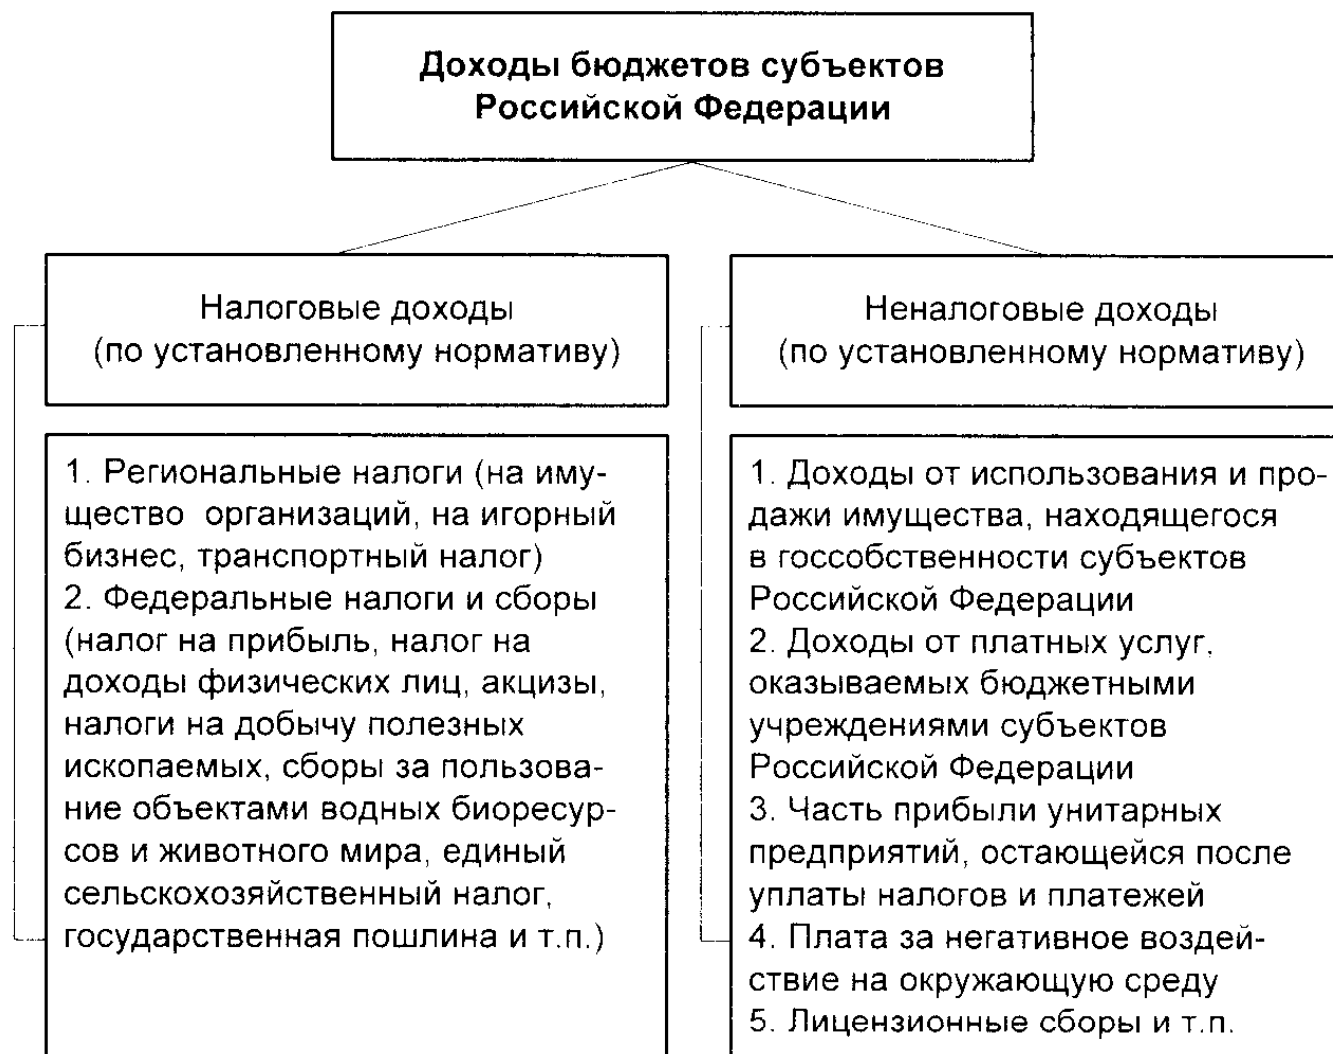 Доходы бюджетов субъектов
Российской Федерации
Налоговые доходы
(по установленному нормативу)
1. Региональные налоги (на иму-
щество организаций, на игорный
бизнес, транспортный налог)
2. Федеральные налоги и сборы
(налог на прибыль, налог на
доходы физических лиц, акцизы,
налоги на добычу полезных
ископаемых, сборы за пользова-
ние объектами водных биоресур-
сов и животного мира, единый
сельскохозяйственный налог,
государственная пошлина и т.п.)
Неналоговые доходы
(по установленному нормативу)
1. Доходы от использования и про-
дажи имущества, находящегося
в госсобственности субъектов
Российской Федерации
2. Доходы от платных услуг,
оказываемых бюджетными
учреждениями субъектов
Российской Федерации
3. Часть прибыли унитарных
предприятий, остающейся после
уплаты налогов и платежей
4. Плата за негативное воздей-
ствие на окружающую среду
5. Лицензионные сборы и т.п.